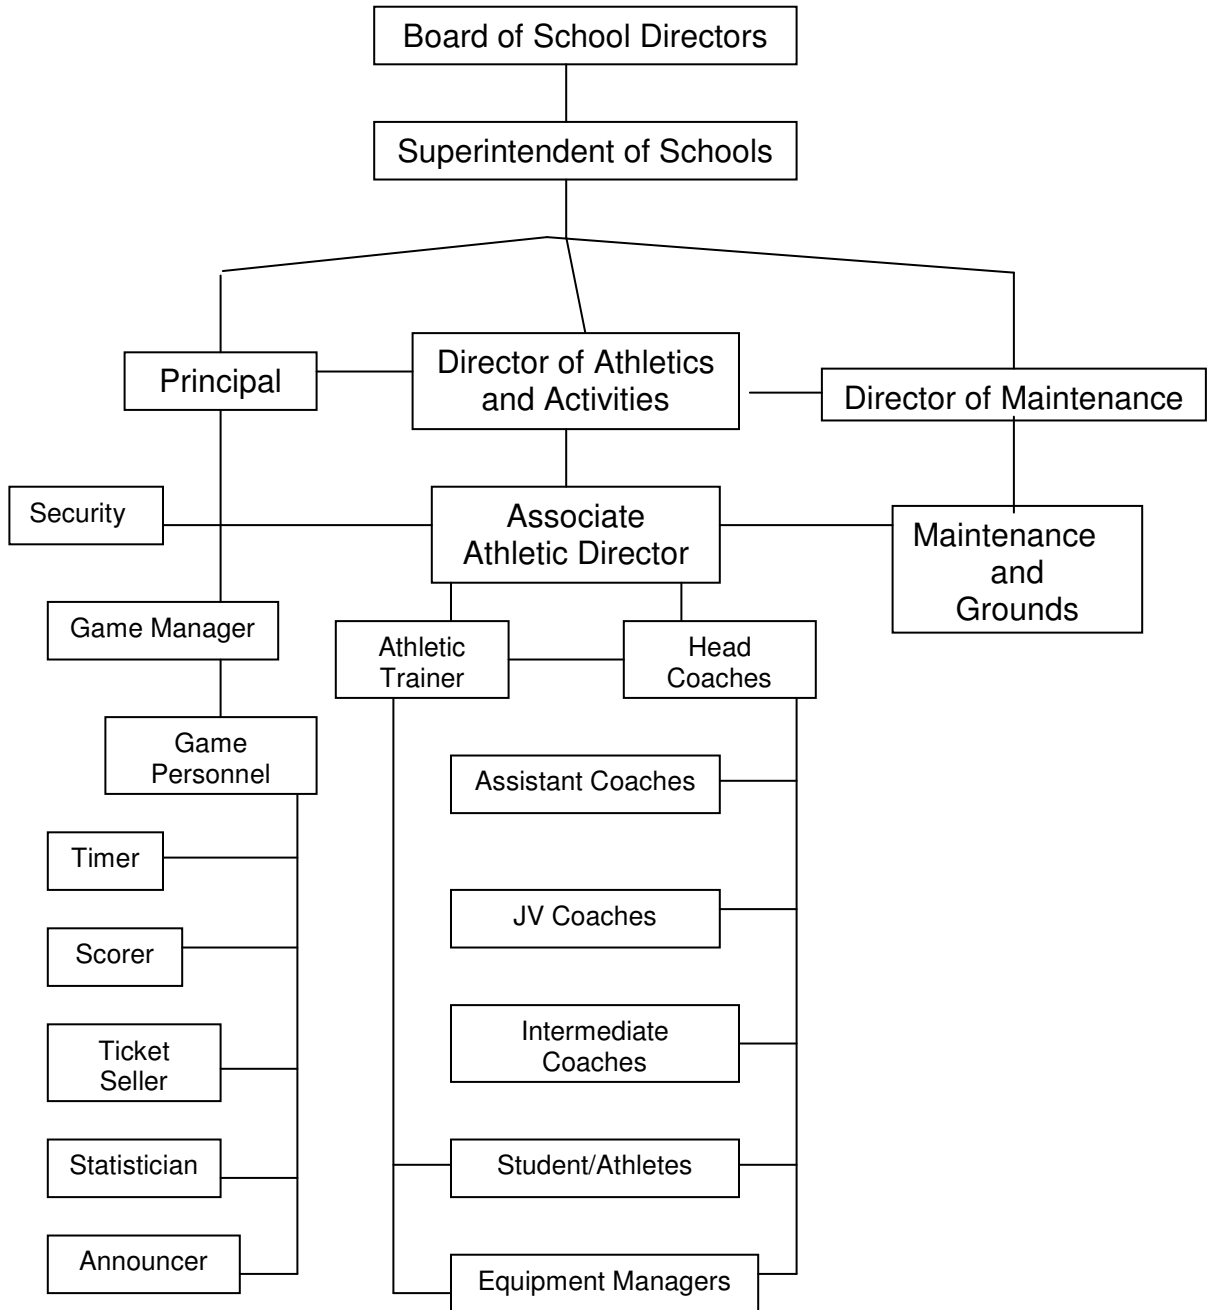 Board of School Directors
Superintendent of Schools
Principal
Director of Athletics
and Activities
Director of Maintenance
Security
Associate
Athletic Director
Maintenance
and
Grounds
Game Manager
Athletic
Trainer
Head
Coaches
Game
Personnel
Assistant Coaches
Timer
JV Coaches
Scorer
Intermediate
Coaches
Ticket
Seller
Student/Athletes
Statistician
Announcer
Equipment Managers